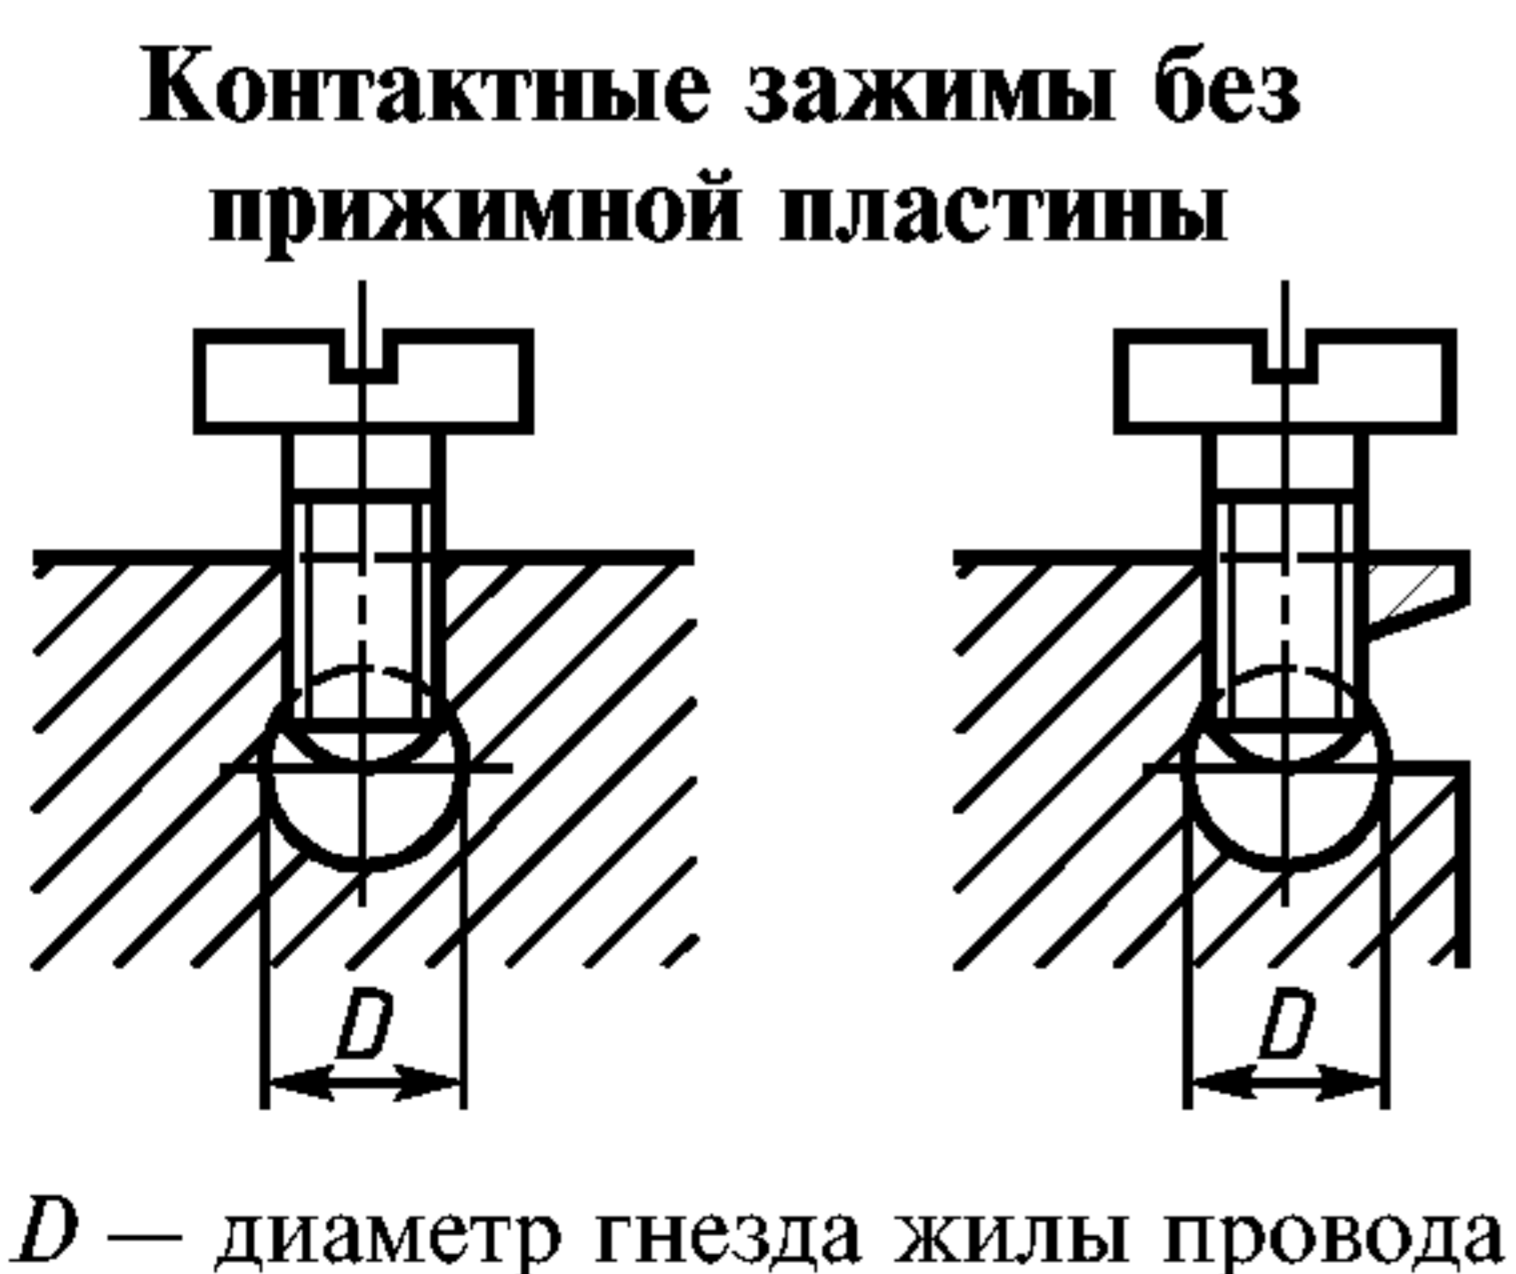 Контактные зажимы без
прижимной пластины
D D
D — диаметр гнезда жилы провода